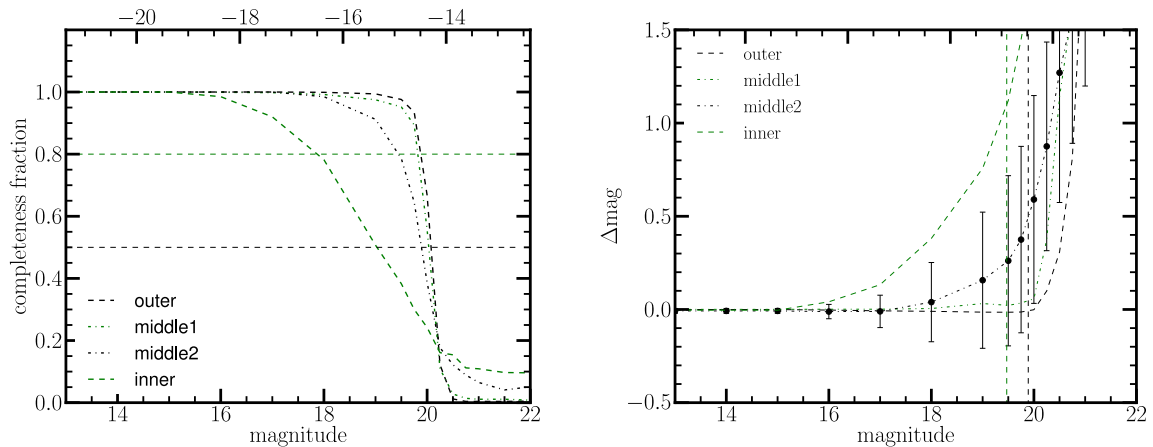 −20 −18 −16 −14
1.0
0.8
0.6
0.4
0.2
0.0
completeness fraction
outer
middle1
middle2
inner
14 16 18 20 22
magnitude
1.5
1.0
0.5
0.0
−0.5
Δmag
outer
middle1
middle2
inner
14 16 18 20 22
magnitude